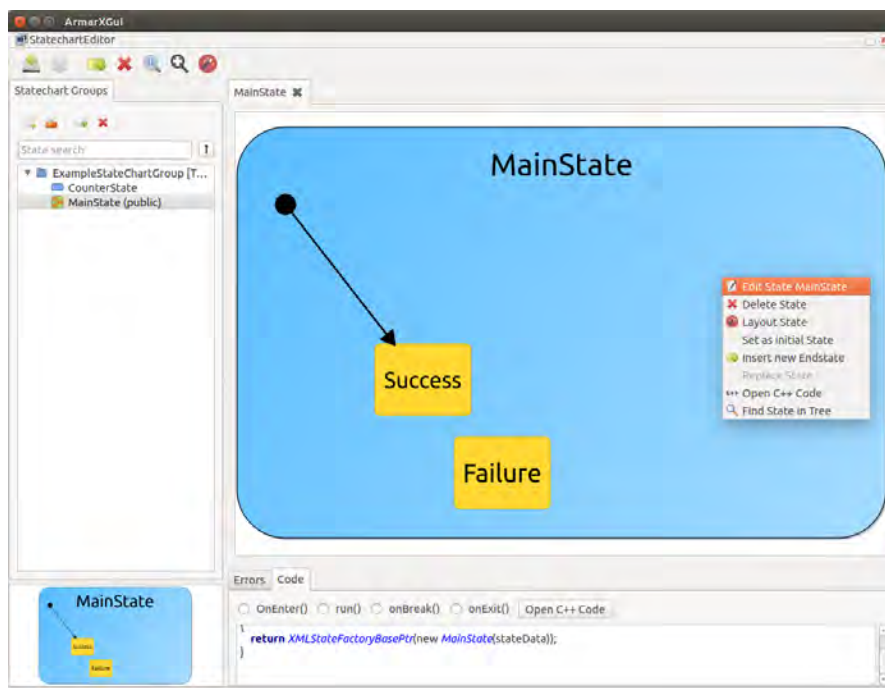 ArmarXGui
StatechartEditor
Statechart Groups
State search
ExampleStateChartGroup [T...
CounterState
MainState (public)
MainState
MainState
Success
Failure
Edit State MainState
Delete State
Layout State
Set as initial State
Insert new Endstate
Replace State
C++ Open C++ Code
Find State in Tree
MainState
Success
Failure
Errors Code
OnEnter() run() onBreak() onExit() Open C++ Code
{
return XMLStateFactoryBasePtr(new MainState(stateData));
}